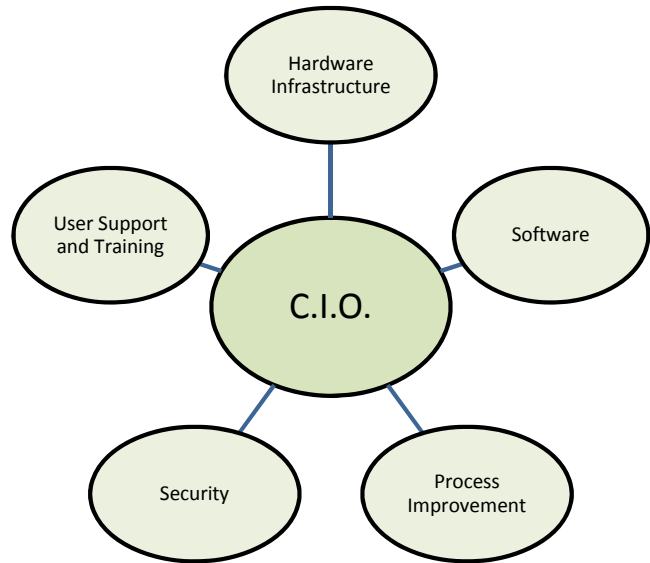 Hardware
Infrastructure
User Support
and Training
Software
C.I.O.
Security
Process
Improvement